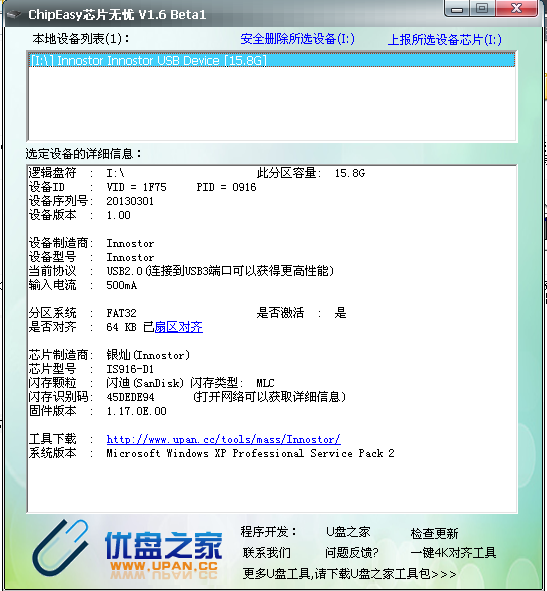 ChipEasy芯片无忧 V1.6 Beta1
本地设备列表(1): 安全删除所选设备(I:) 上报所选设备芯片(I:)
[I:\] Innostor Innostor USB Device [15.8G]
选定设备的详细信息:
逻辑盘符 : I:\ 此分区容量: 15.8G
设备ID : VID = 1F75 PID = 0916
设备序列号: 20130301
设备版本 : 1.00
设备制造商: Innostor
设备型号 : Innostor
当前协议 : USB2.0(连接到USB3端口可以获得更高性能)
输入电流 : 500mA
分区系统 : FAT32 是否激活 : 是
是否对齐 : 64 KB 已扇区对齐
芯片制造商: 银灿(Innostor)
芯片型号 : IS916-D1
闪存颗粒 : 闪迪(SanDisk) 闪存类型: MLC
闪存识别码: 45DEDE94 (打开网络可以获取详细信息)
固件版本 : 1.17.0E.00
工具下载 : http://www.upan.cc/tools/mass/Innostor/
系统版本 : Microsoft Windows XP Professional Service Pack 2
优盘之家
WWW.UPAN.CC
程序开发: U盘之家 检查更新
联系我们 问题反馈? 一键4K对齐工具
更多U盘工具,请下载U盘之家工具包>>>